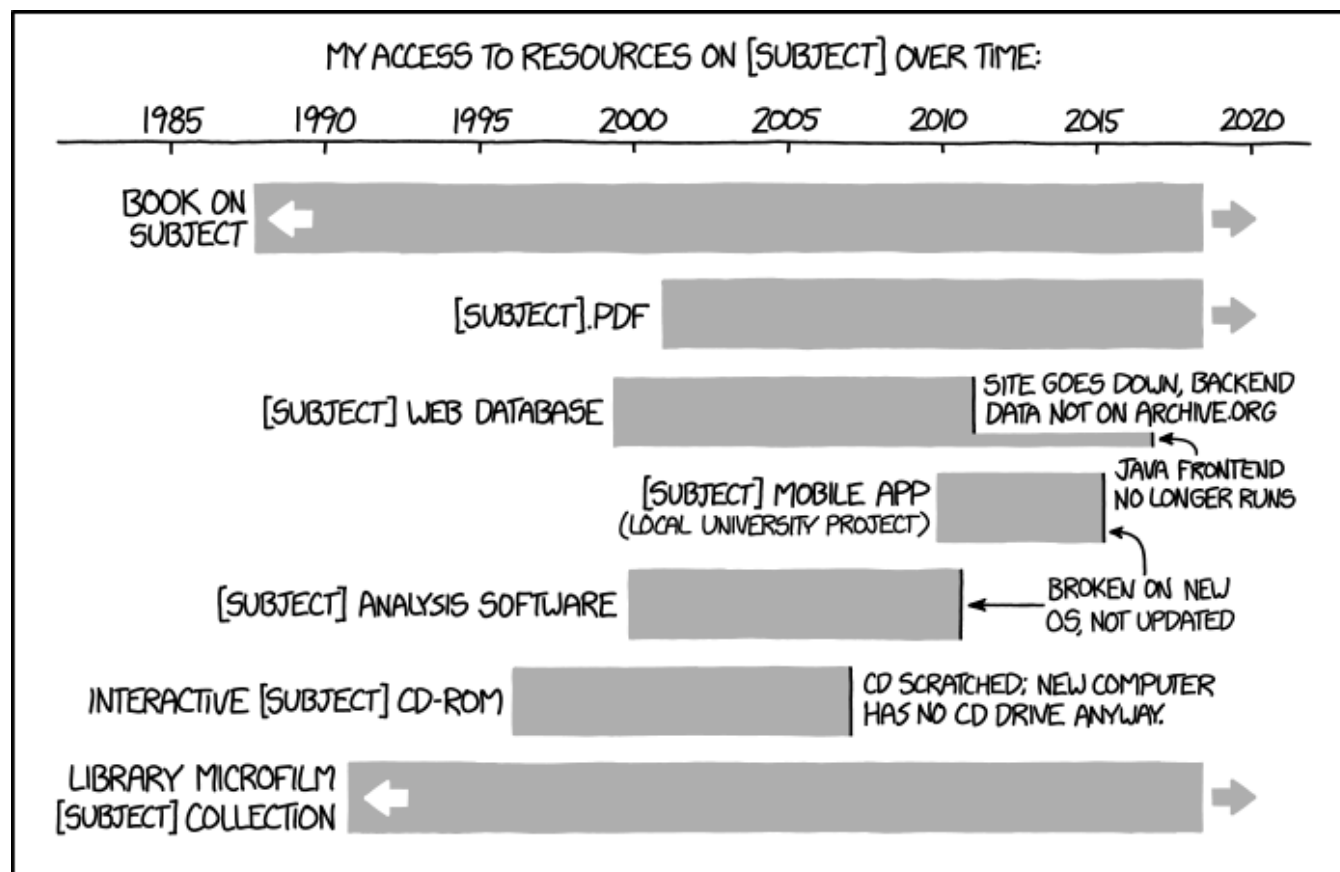 MY ACCESS TO RESOURCES ON [SUBJECT] OVER TIME:
1985 1990 1995 2000 2005 2010 2015 2020
BOOK ON
SUBJECT
[SUBJECT].PDF
[SUBJECT] WEB DATABASE
SITE GOES DOWN, BACKEND
DATA NOT ON ARCHIVE.ORG
JAVA FRONTEND
NO LONGER RUNS
[SUBJECT] MOBILE APP
(LOCAL UNIVERSITY PROJECT)
[SUBJECT] ANALYSIS SOFTWARE
BROKEN ON NEW
OS, NOT UPDATED
INTERACTIVE [SUBJECT] CD-ROM
CD SCRATCHED; NEW COMPUTER
HAS NO CD DRIVE ANYWAY.
LIBRARY MICROFILM
[SUBJECT] COLLECTION